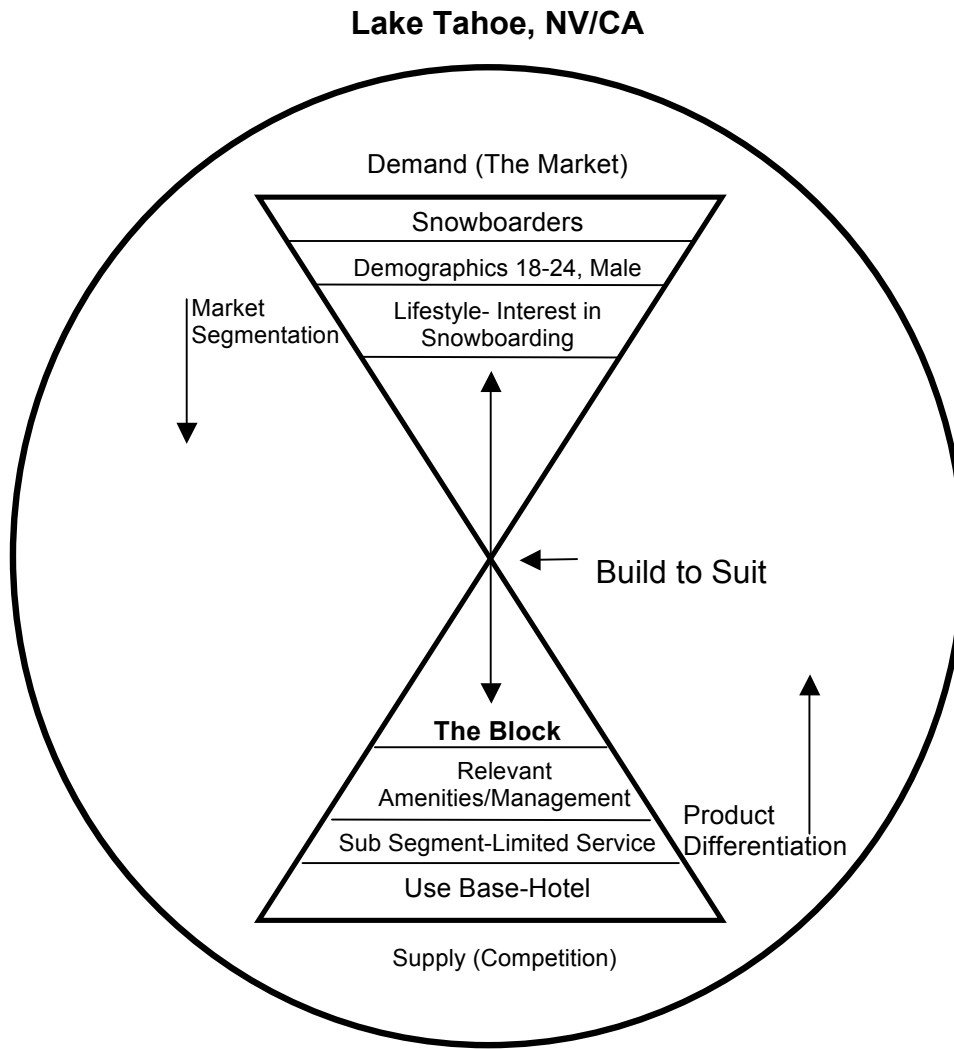 Lake Tahoe, NV/CA
Demand (The Market)
Snowboarders
Demographics 18-24, Male
Lifestyle- Interest in
Snowboarding
Market
Segmentation
Build to Suit
The Block
Relevant
Amenities/Management
Sub Segment-Limited Service
Use Base-Hotel
Product
Differentiation
Supply (Competition)